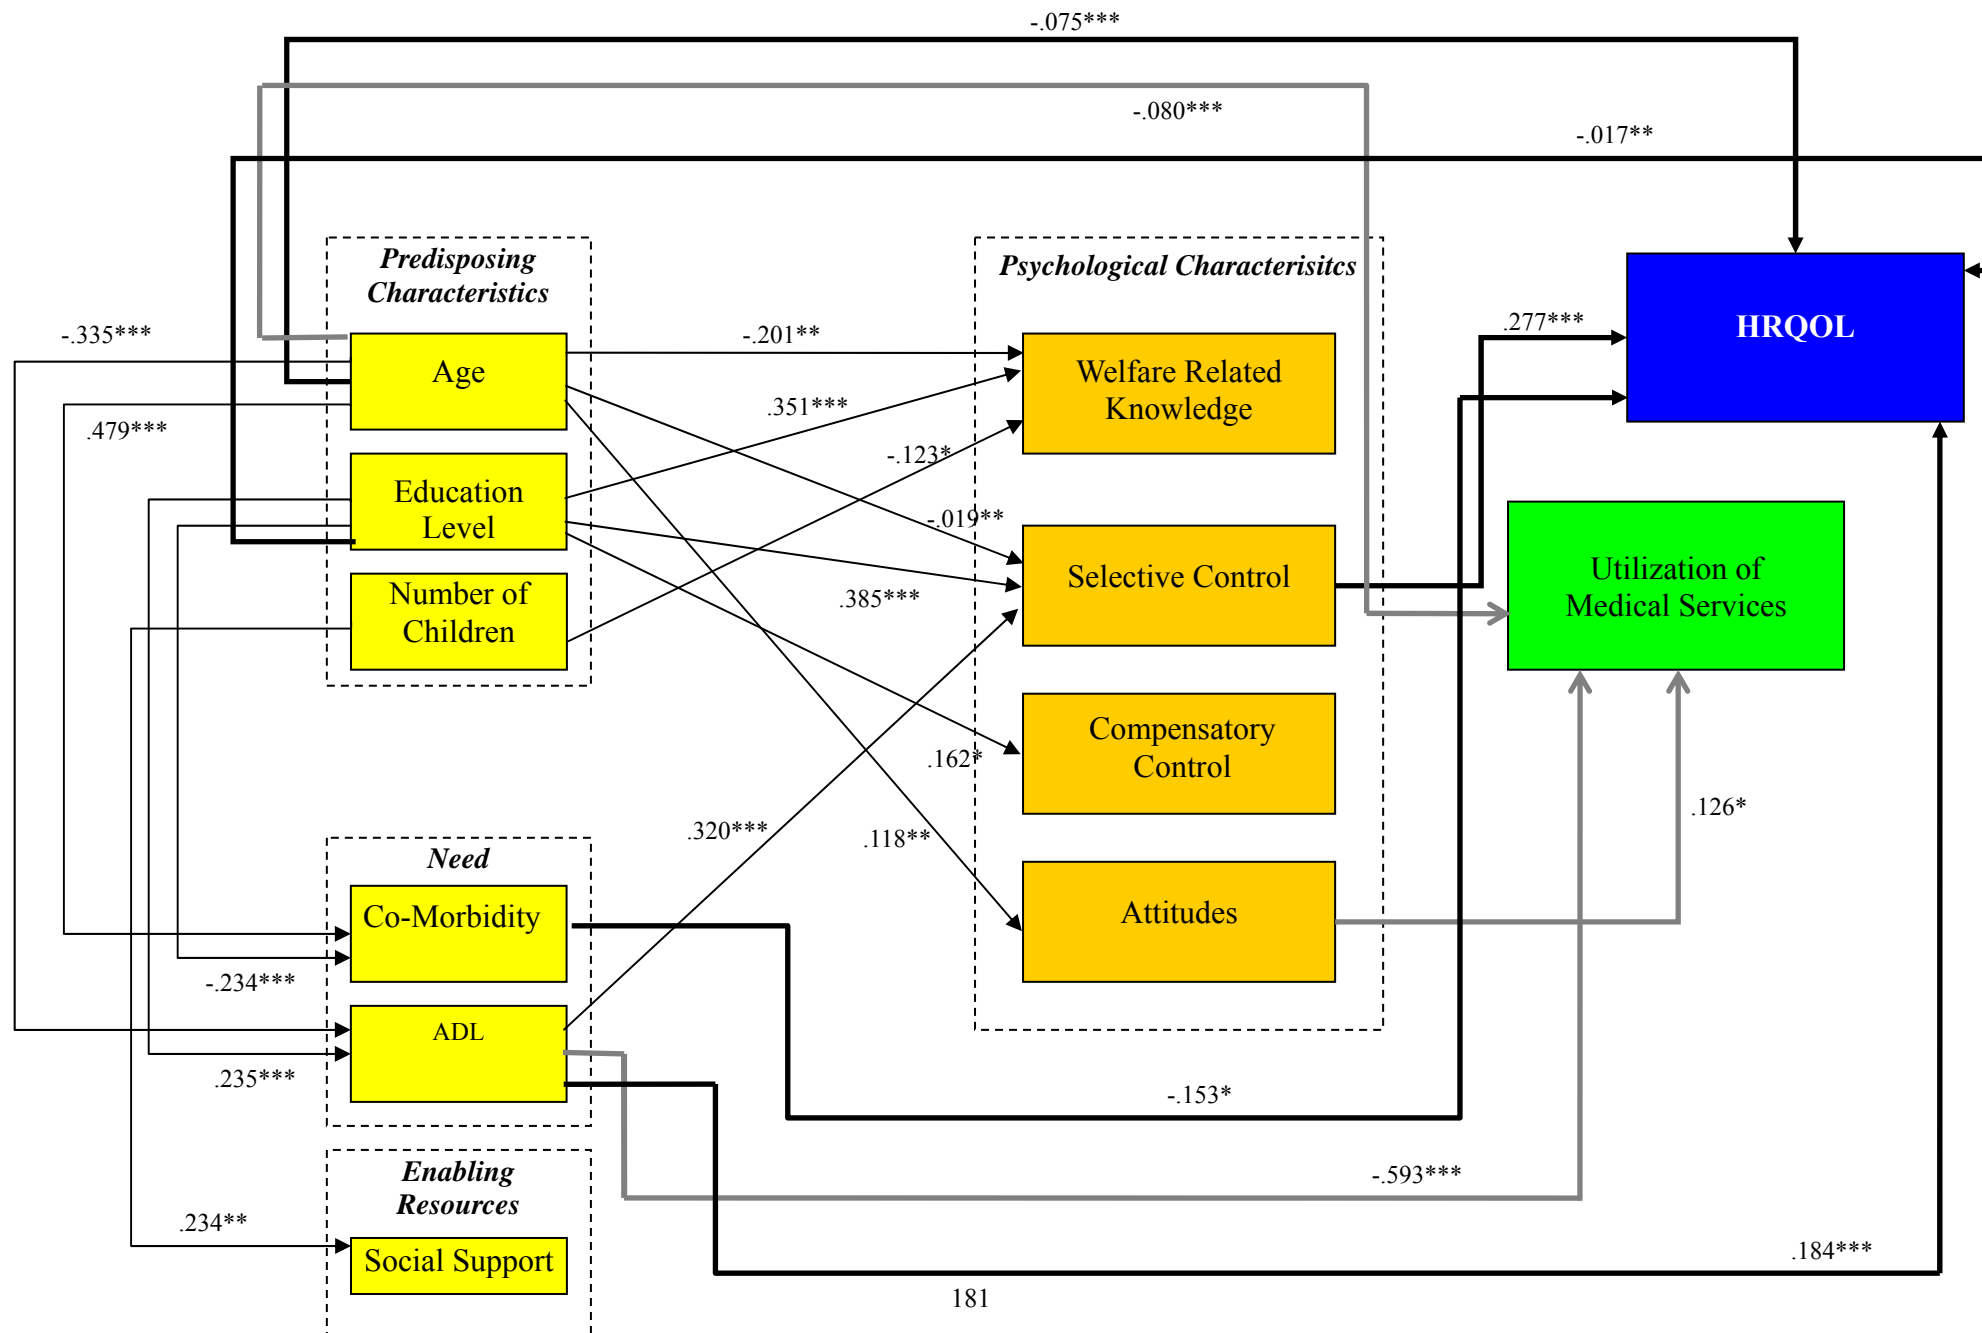 -.075***
-.080***
-.017**
Predisposing
Characteristics
Psychological Characterisitcs
-.335***
-.201**
.277***
HRQOL
Age
Welfare Related
Knowledge
.351***
.479***
-.123*
Education
Level
-.019**
Selective Control
Utilization of
Medical Services
.385***
Number of
Children
Compensatory
Control
.162*
.126*
.320***
.118**
Need
Co-Morbidity
Attitudes
-.234***
ADL
.235***
-.153*
Enabling
Resources
-.593***
.234**
Social Support
.184***
181